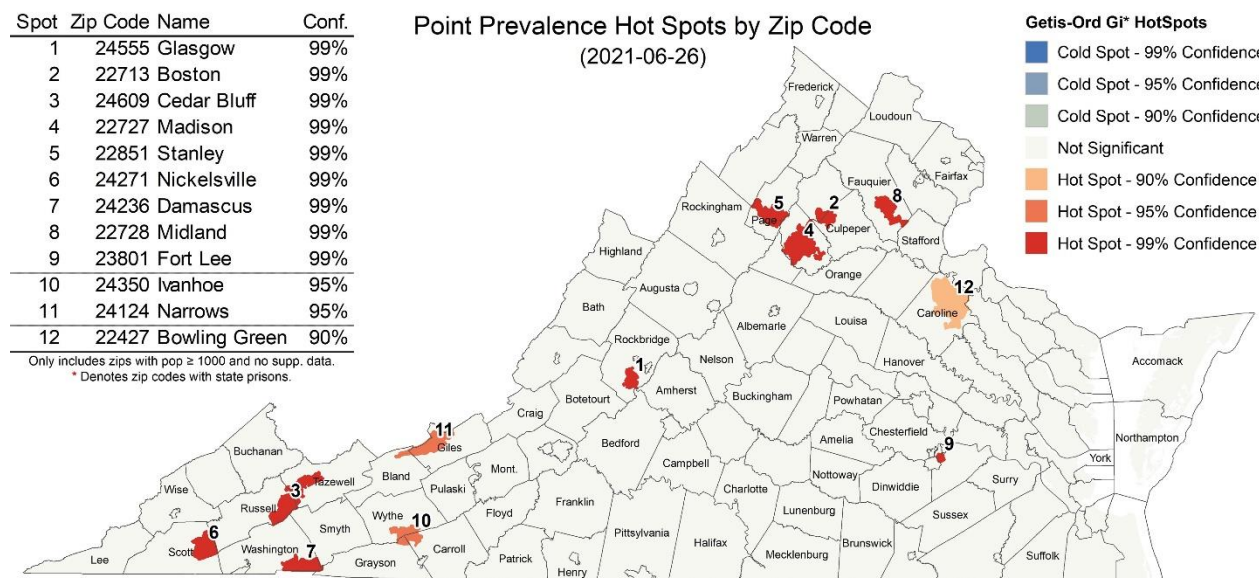 Point Prevalence Hot Spots by Zip Code
(2021-06-26)
Spot Zip Code Name Conf.
1 24555 Glasgow 99%
2 22713 Boston 99%
3 24609 Cedar Bluff 99%
4 22727 Madison 99%
5 22851 Stanley 99%
6 24271 Nickelsville 99%
7 24236 Damascus 99%
8 22728 Midland 99%
9 23801 Fort Lee 99%
10 24350 Ivanhoe 95%
11 24124 Narrows 95%
12 22427 Bowling Green 90%
Only includes zips with pop ≥ 1000 and no supp. data.
* Denotes zip codes with state prisons.
Getis-Ord Gi* HotSpots
Cold Spot - 99% Confidence
Cold Spot - 95% Confidence
Cold Spot - 90% Confidence
Not Significant
Hot Spot - 90% Confidence
Hot Spot - 95% Confidence
Hot Spot - 99% Confidence
Frederick
Loudoun
Warren
Fairfax
Fauquier
Rockingham
5
2
8
Page
Culpeper
4
Stafford
Highland
Orange
Augusta
12
Bath
Caroline
Albemarle
Louisa
Rockbridge
Nelson
Hanover
Accomack
1
Amherst
Buckingham
Powhatan
Botetourt
Craig
Chesterfield
Northampton
11
Giles
Bedford
Amelia
9
Buchanan
Campbell
York
Bland
Mont.
Nottoway
Tazewell
Pulaski
Charlotte
Dinwiddie
Surry
Wise
3
Franklin
Russell
Lunenburg
Sussex
Wythe
10
Floyd
Smyth
6
Pittsylvania
Halifax
Brunswick
Scott
Washington
7
Carroll
Mecklenburg
Suffolk
Lee
Grayson
Patrick
Henry